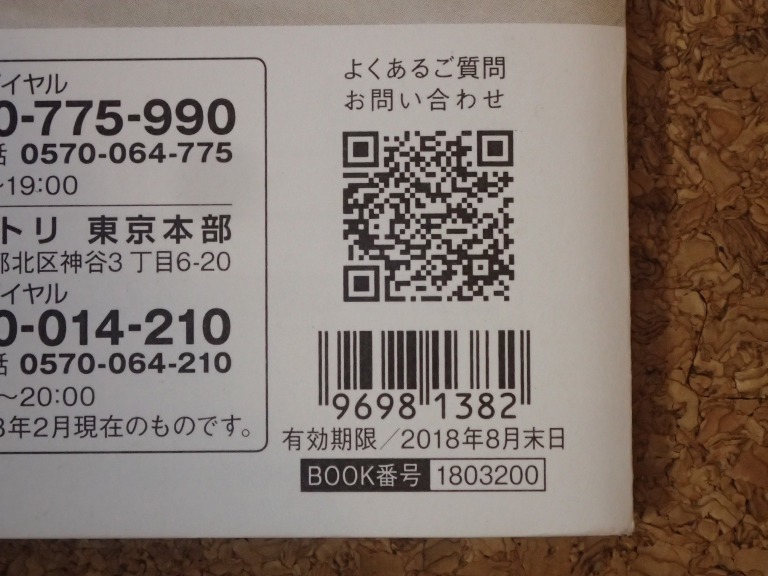 イヤル
0-775-990
話 0570-064-775
~19:00
トリ 東京本部
都北区神谷3丁目6-20
イヤル
0-014-210
話 0570-064-210
~20:00
8年2月現在のものです。
よくあるご質問
お問い合わせ
9698 1382
有効期限/2018年8月末日
BOOK番号 1803200